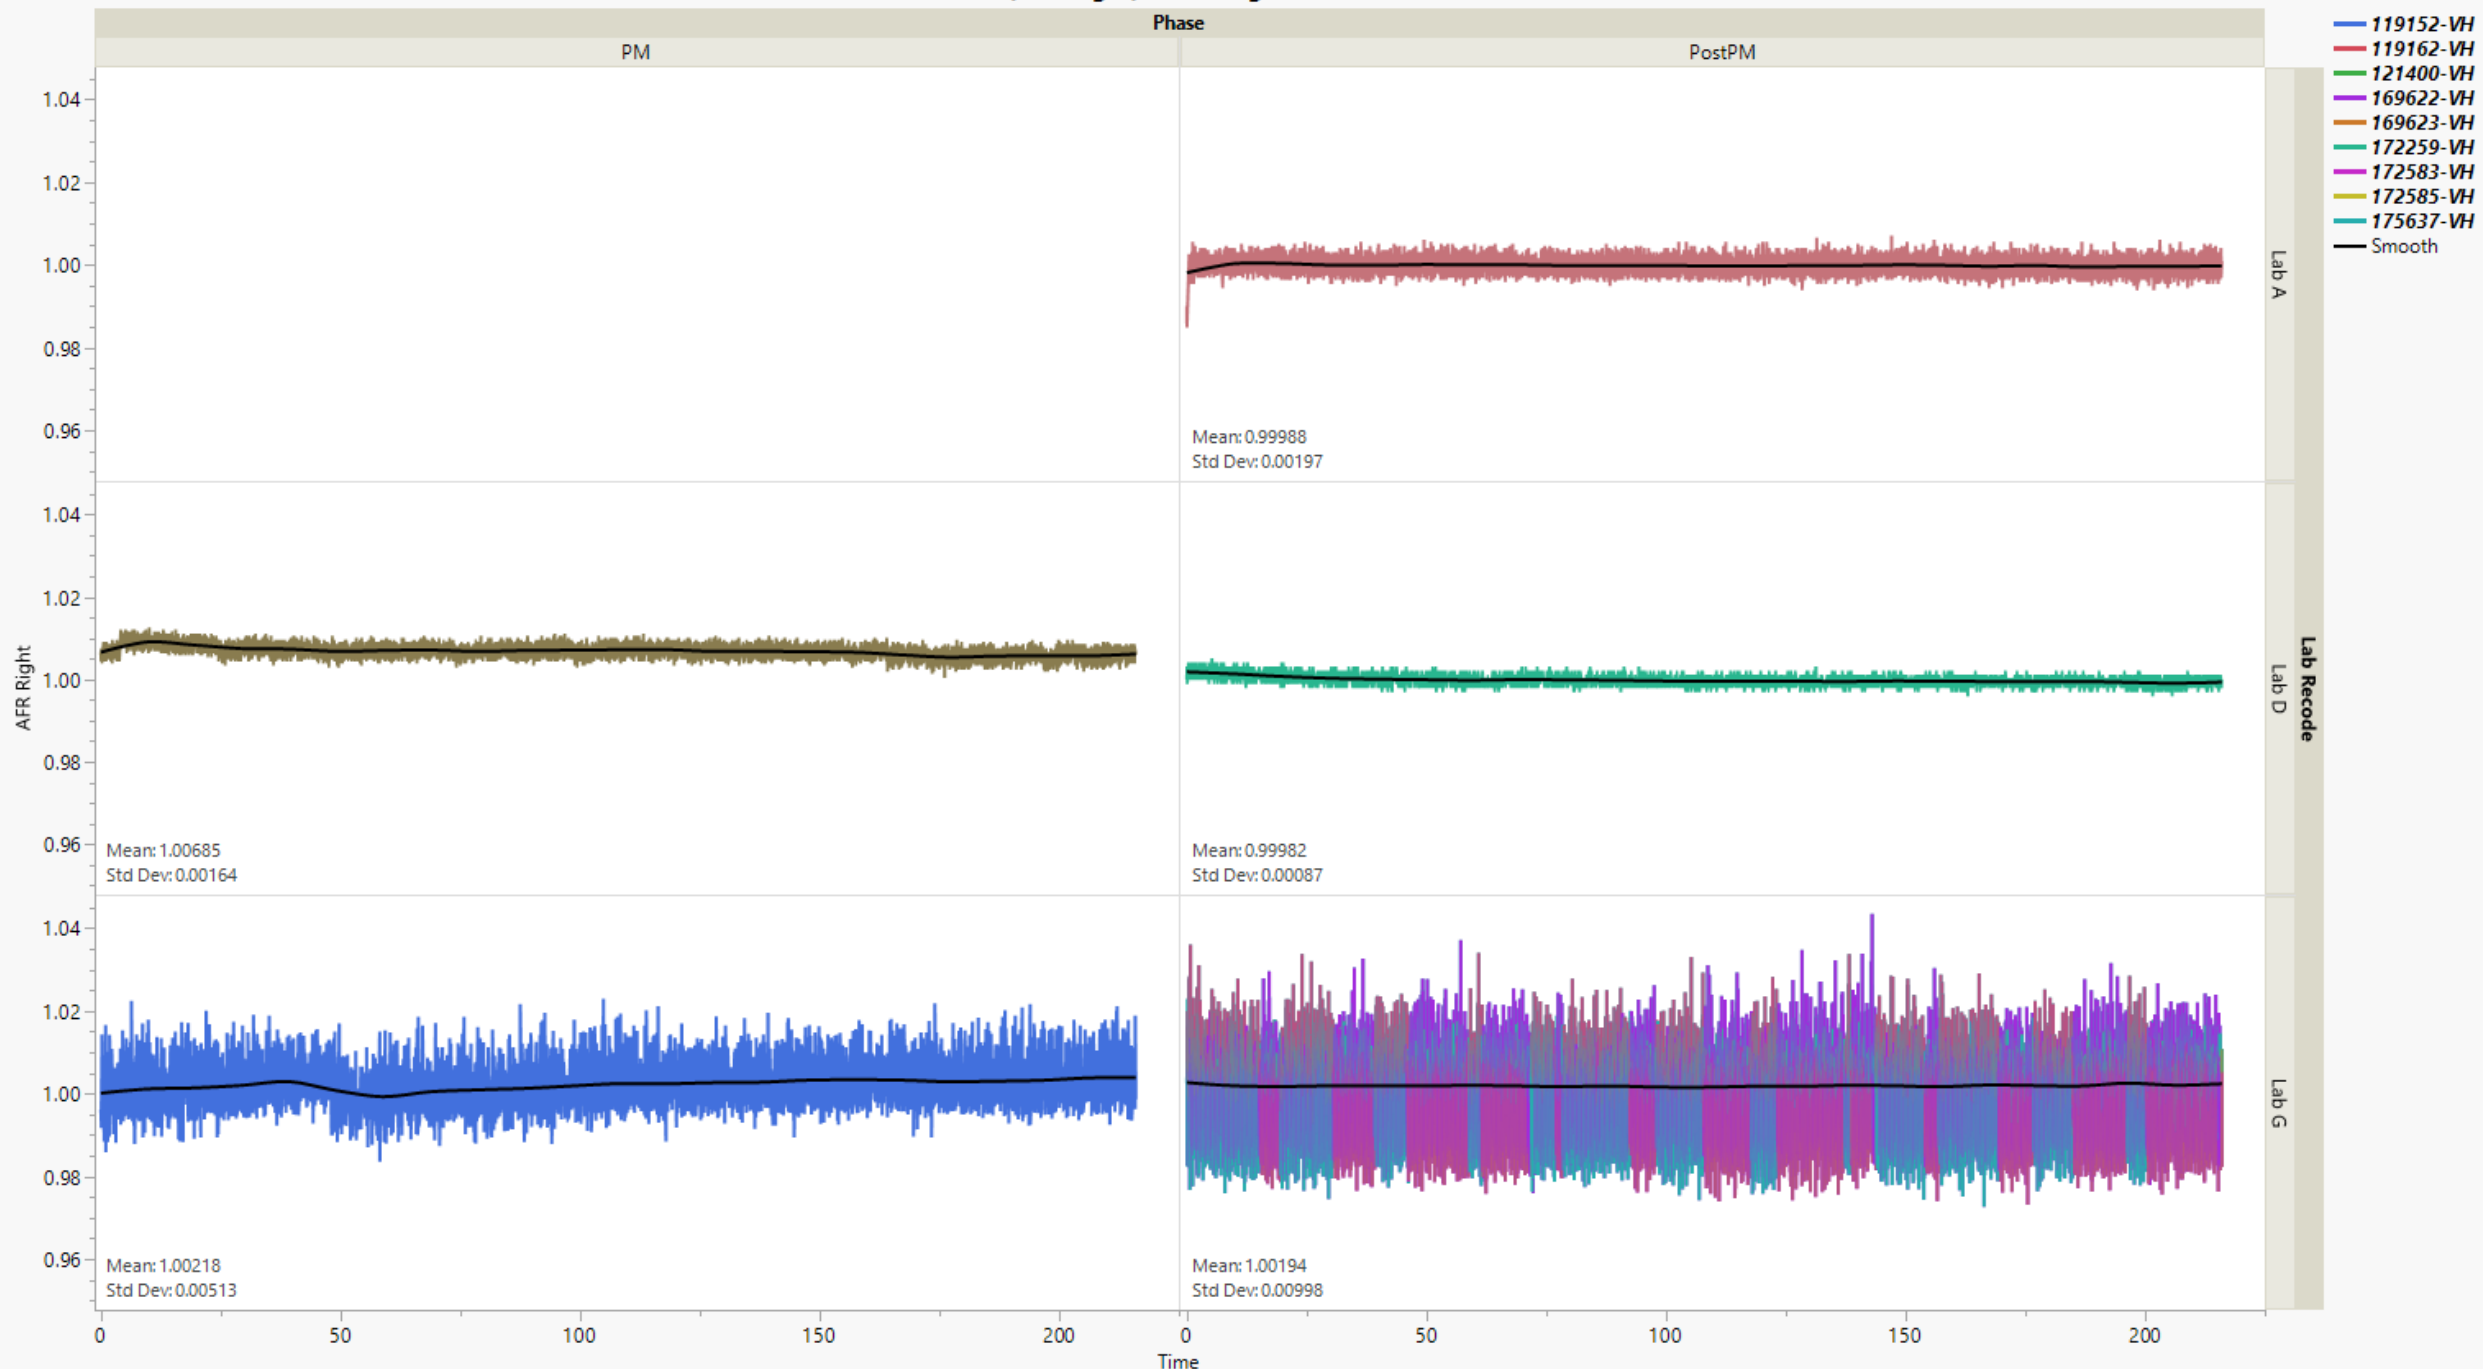 Phase
PM
PostPM
119152-VH
119162-VH
121400-VH
169622-VH
169623-VH
172259-VH
172583-VH
172585-VH
175637-VH
Smooth
AFR Right
Lab Recode
1.04
1.02
1.00
0.98
0.96
Mean: 0.99988
Std Dev: 0.00197
Lab A
1.04
1.02
1.00
0.98
0.96
Mean: 1.00685
Std Dev: 0.00164
Mean: 0.99982
Std Dev: 0.00087
Lab D
1.04
1.02
1.00
0.98
0.96
Mean: 1.00218
Std Dev: 0.00513
Mean: 1.00194
Std Dev: 0.00998
Lab G
0 50 100 150 200 0 50 100 150 200
Time